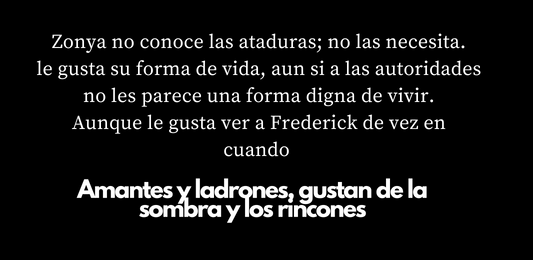 Zonya no conoce las ataduras; no las necesita.
le gusta su forma de vida, aun si a las autoridades
no les parece una forma digna de vivir.
Aunque le gusta ver a Frederick de vez en
cuando
Amantes y ladrones, gustan de la
sombra y los rincones